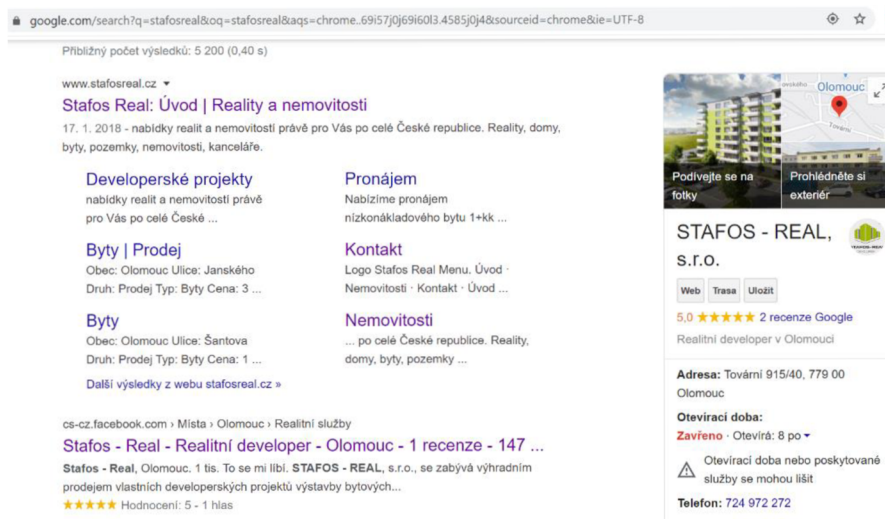 google.com/search?q=stafosreal&oq=stafosreal&aqs=chrome..69i57j0j69i60l3.4585j0j4&sourceid=chrome&ie=UTF-8
Přibližný počet výsledků: 5 200 (0,40 s)
www.stafosreal.cz
Stafos Real: Úvod | Reality a nemovitosti
17. 1. 2018 - nabídky realit a nemovitostí právě pro Vás po celé České republice. Reality, domy,
byty, pozemky, nemovitosti, kanceláře.
Developerské projekty
nabídky realit a nemovitostí právě
pro Vás po celé České ...
Pronájem
Nabízíme pronájem
nízkonákladového bytu 1+kk ...
Byty | Prodej
Obec: Olomouc Ulice: Janského
Druh: Prodej Typ: Byty Cena: 3 ...
Kontakt
Logo Stafos Real Menu. Úvod ·
Nemovitosti · Kontakt · Úvod ...
Byty
Obec: Olomouc Ulice: Šantova
Druh: Prodej Typ: Byty Cena: 1 ...
Nemovitosti
... po celé České republice. Reality,
domy, byty, pozemky ...
Další výsledky z webu stafosreal.cz »
cs-cz.facebook.com › Místa › Olomouc › Realitní služby
Stafos - Real - Realitní developer - Olomouc - 1 recenze - 147 ...
Stafos - Real, Olomouc. 1 tis. To se mi líbí. STAFOS - REAL, s.r.o., se zabývá výhradním
prodejem vlastních developerských projektů výstavby bytových...
Hodnocení: 5 - 1 hlas
Olomouc
Tovární
Podívejte se na
fotky
Prohlédněte si
exteriér
STAFOS - REAL,
s.r.o.
Web Trasa Uložit
5,0 ★★★★★ 2 recenze Google
Realitní developer v Olomouci
Adresa: Tovární 915/40, 779 00
Olomouc
Otevírací doba:
Zavřeno · Otevírá: 8 po
Otevírací doba nebo poskytované
služby se mohou lišit
Telefon: 724 972 272